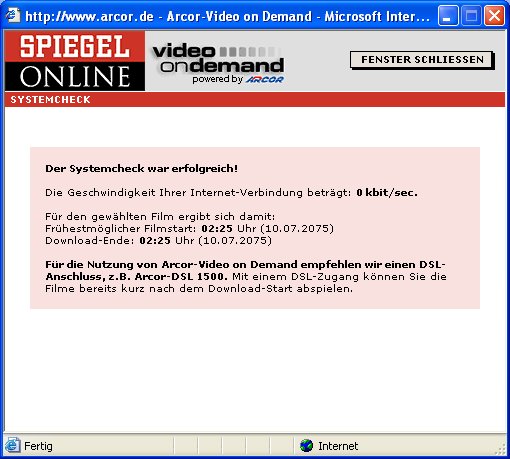 http://www.arcor.de - Arcor-Video on Demand - Microsoft Inter...
SPIEGEL
ONLINE
video
ondemand
powered by ARCOR
FENSTER SCHLIESSEN
SYSTEMCHECK
Der Systemcheck war erfolgreich!
Die Geschwindigkeit Ihrer Internet-Verbindung beträgt: 0 kbit/sec.
Für den gewählten Film ergibt sich damit:
Frühestmöglicher Filmstart: 02:25 Uhr (10.07.2075)
Download-Ende: 02:25 Uhr (10.07.2075)
Für die Nutzung von Arcor-Video on Demand empfehlen wir einen DSL-
Anschluss, z.B. Arcor-DSL 1500. Mit einem DSL-Zugang können Sie die
Filme bereits kurz nach dem Download-Start abspielen.
Fertig
Internet